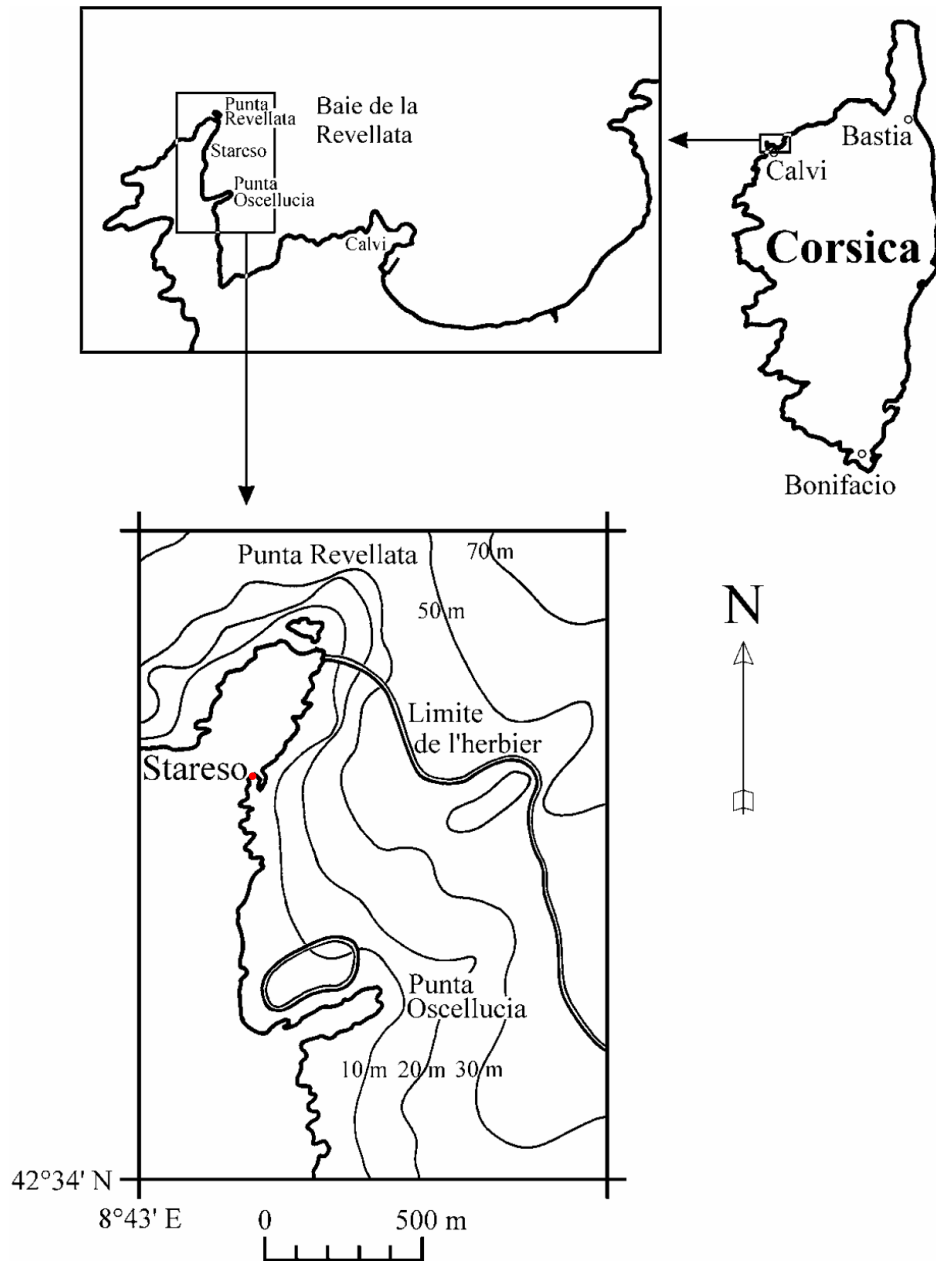 Punta
Revellata
Stareso
Punta
Oscellucia
Baie de la
Revellata
Calvi
Bastia
Calvi
Corsica
Bonifacio
Punta Revellata
70 m
50 m
N
Limite
de l'herbier
Stareso
Punta
Oscellucia
10 m 20 m 30 m
42°34' N
8°43' E
0 500 m